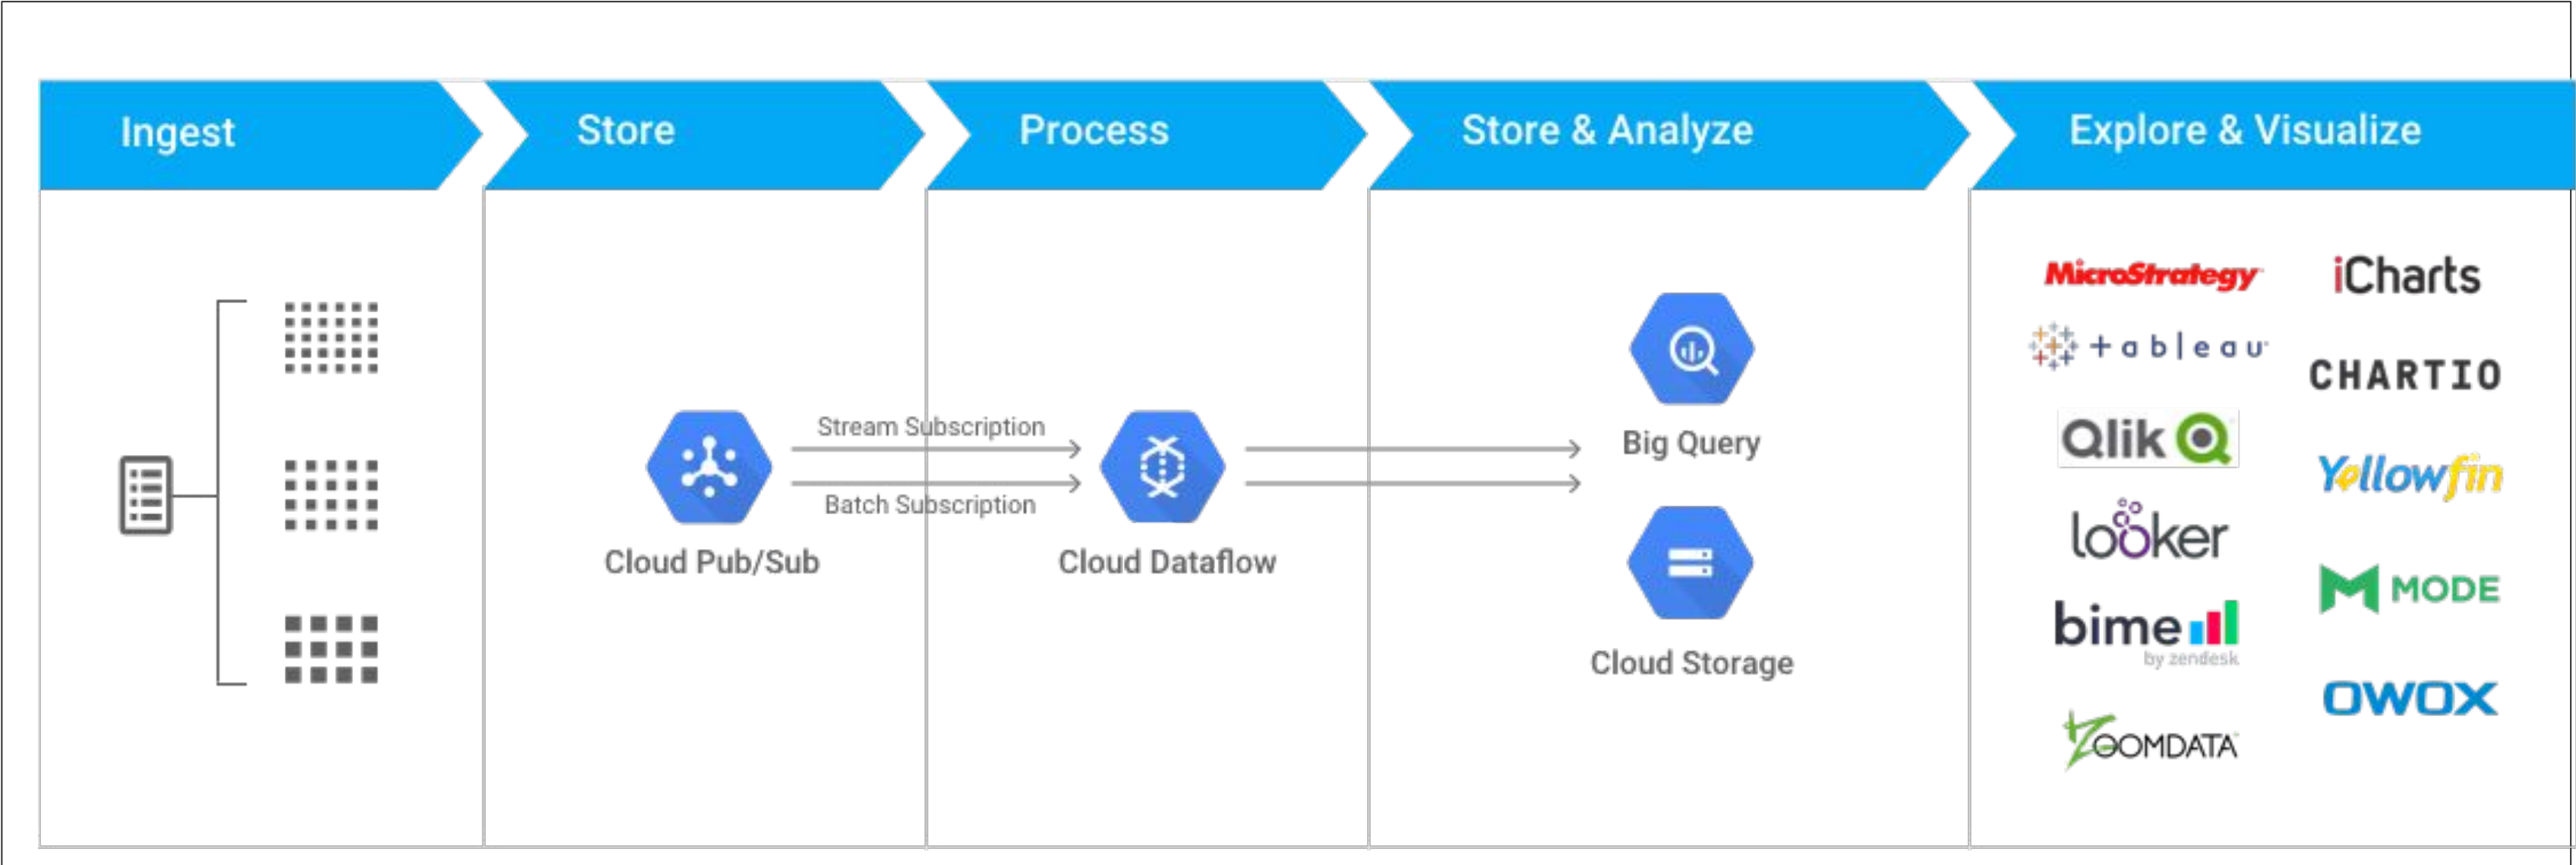 Ingest
Store
Process
Store & Analyze
Explore & Visualize
Stream Subscription
Batch Subscription
Cloud Pub/Sub
Cloud Dataflow
Big Query
Cloud Storage
MicroStrategy
iCharts
+ableau
CHARTIO
Qlik
Yellowfin
looker
MODE
bime
by zendesk
OWOX
ZOOMDATA